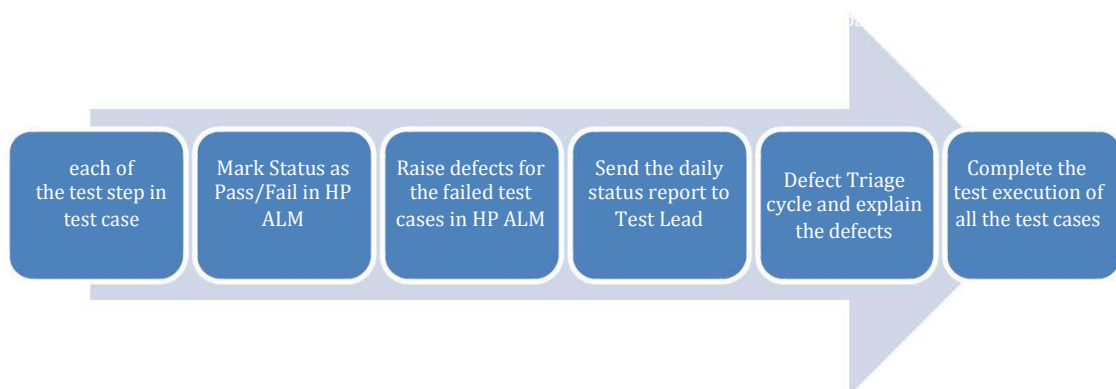 each of
the test step in
test case
Mark Status as
Pass/Fail in HP
ALM
Raise defects for
the failed test
cases in HP ALM
Send the daily
status report to
Test Lead
Defect Triage
cycle and explain
the defects
Complete the
test execution of
all the test cases